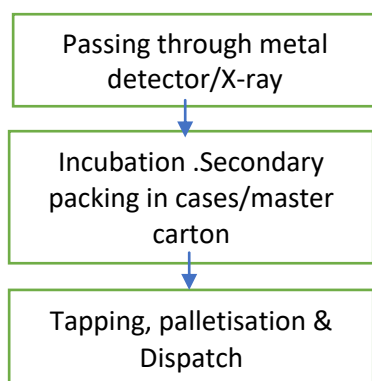 Passing through metal
detector/X-ray
Incubation .Secondary
packing in cases/master
carton
Tapping, palletisation &
Dispatch